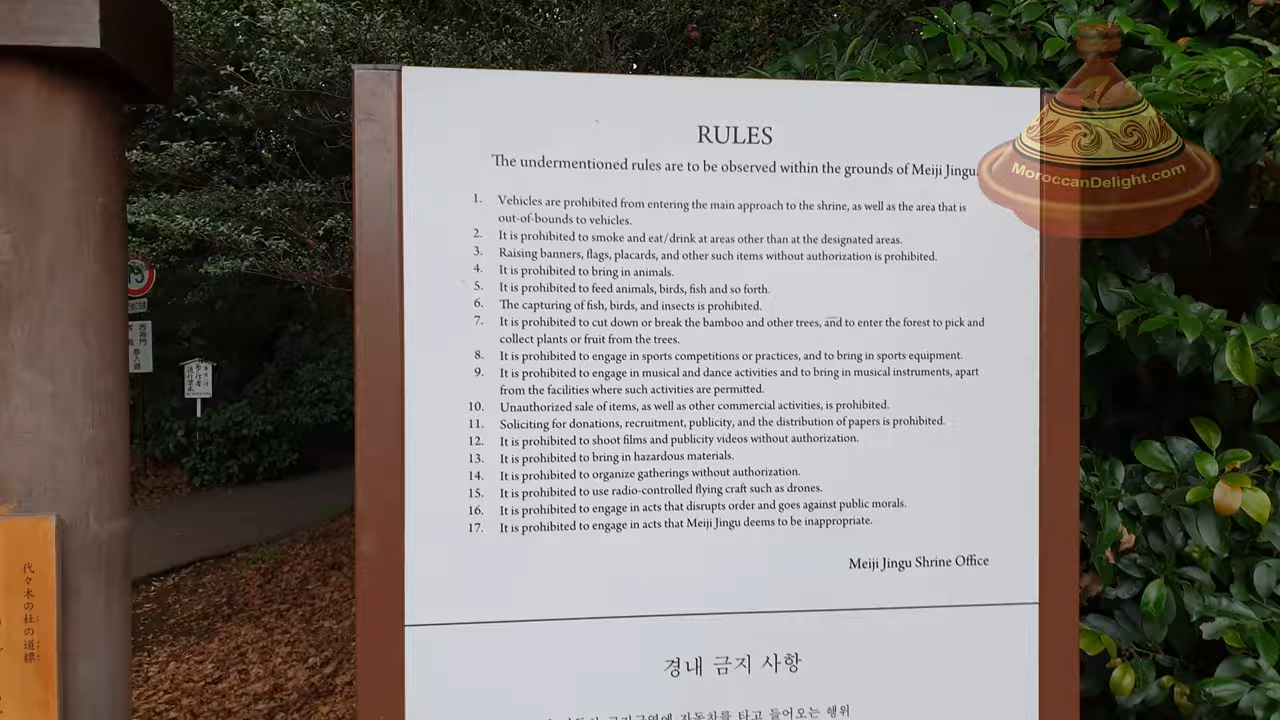 RULES
The undermentioned rules are to be observed within the grounds of Meiji Jingu.
1. Vehicles are prohibited from entering the main approach to the shrine, as well as the area that is
out-of-bounds to vehicles.
2. It is prohibited to smoke and eat/drink at areas other than at the designated areas.
3. Raising banners, flags, placards, and other such items without authorization is prohibited.
4. It is prohibited to bring in animals.
5. It is prohibited to feed animals, birds, fish and so forth.
6. The capturing of fish, birds, and insects is prohibited.
7. It is prohibited to cut down or break the bamboo and other trees, and to enter the forest to pick and
collect plants or fruit from the trees.
8. It is prohibited to engage in sports competitions or practices, and to bring in sports equipment.
9. It is prohibited to engage in musical and dance activities and to bring in musical instruments, apart
from the facilities where such activities are permitted.
10. Unauthorized sale of items, as well as other commercial activities, is prohibited.
11. Soliciting for donations, recruitment, publicity, and the distribution of papers is prohibited.
12. It is prohibited to shoot films and publicity videos without authorization.
13. It is prohibited to bring in hazardous materials.
14. It is prohibited to organize gatherings without authorization.
15. It is prohibited to use radio-controlled flying craft such as drones.
16. It is prohibited to engage in acts that disrupts order and goes against public morals.
17. It is prohibited to engage in acts that Meiji Jingu deems to be inappropriate.
Meiji Jingu Shrine Office
경내 금지 사항
자동차를 타고 들어오는 행위
MoroccanDelight.com
代々木の杜の道標